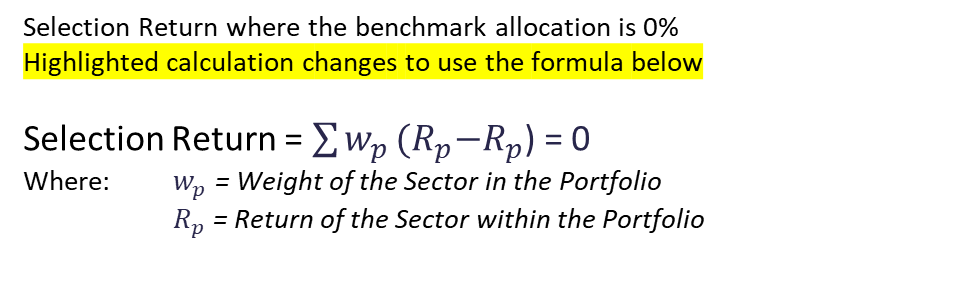 Selection Return where the benchmark allocation is 0%
Highlighted calculation changes to use the formula below
Selection Return = ∑ wₚ (Rₚ−Rₚ) = 0
Where: wₚ = Weight of the Sector in the Portfolio
Rₚ = Return of the Sector within the Portfolio